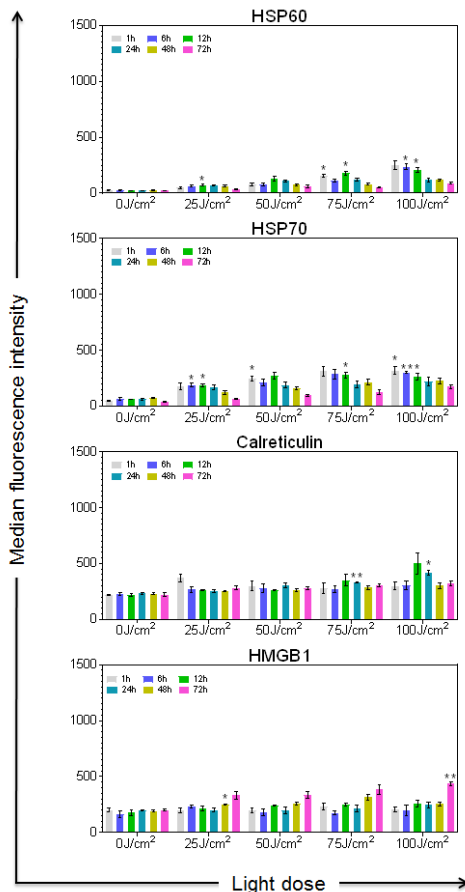 HSP60
1500
1h 6h 12h
24h 48h 72h
1000
500
* * * * * *
0
0J/cm² 25J/cm² 50J/cm² 75J/cm² 100J/cm²
HSP70
1500
1h 6h 12h
24h 48h 72h
1000
500
* * * * * ***
0
0J/cm² 25J/cm² 50J/cm² 75J/cm² 100J/cm²
Calreticulin
1500
1h 6h 12h
24h 48h 72h
1000
500
** *
0
0J/cm² 25J/cm² 50J/cm² 75J/cm² 100J/cm²
HMGB1
1500
1h 6h 12h
24h 48h 72h
1000
500
* **
0
0J/cm² 25J/cm² 50J/cm² 75J/cm² 100J/cm²
Median fluorescence intensity
Light dose